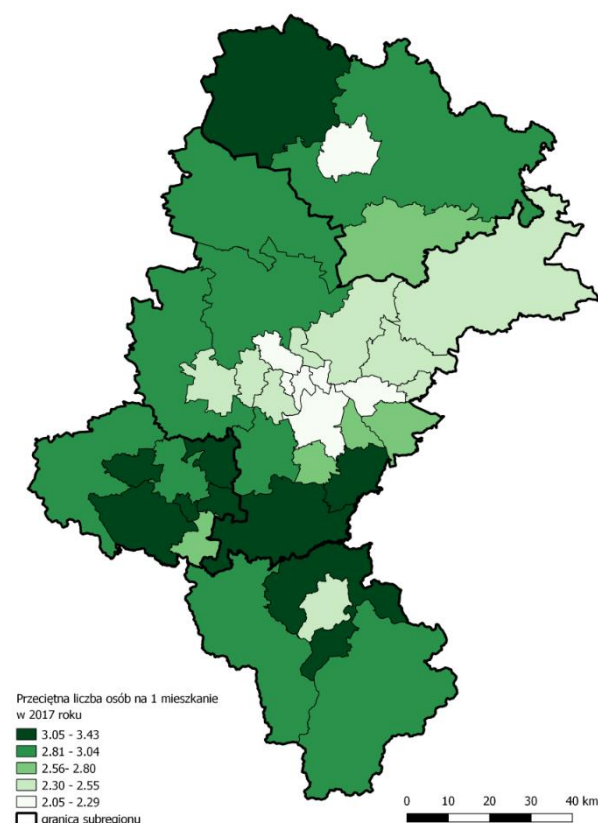 Przeciętna liczba osób na 1 mieszkanie
w 2017 roku
3.05 - 3.43
2.81 - 3.04
2.56- 2.80
2.30 - 2.55
2.05 - 2.29
granica subregionu
0 10 20 30 40 km